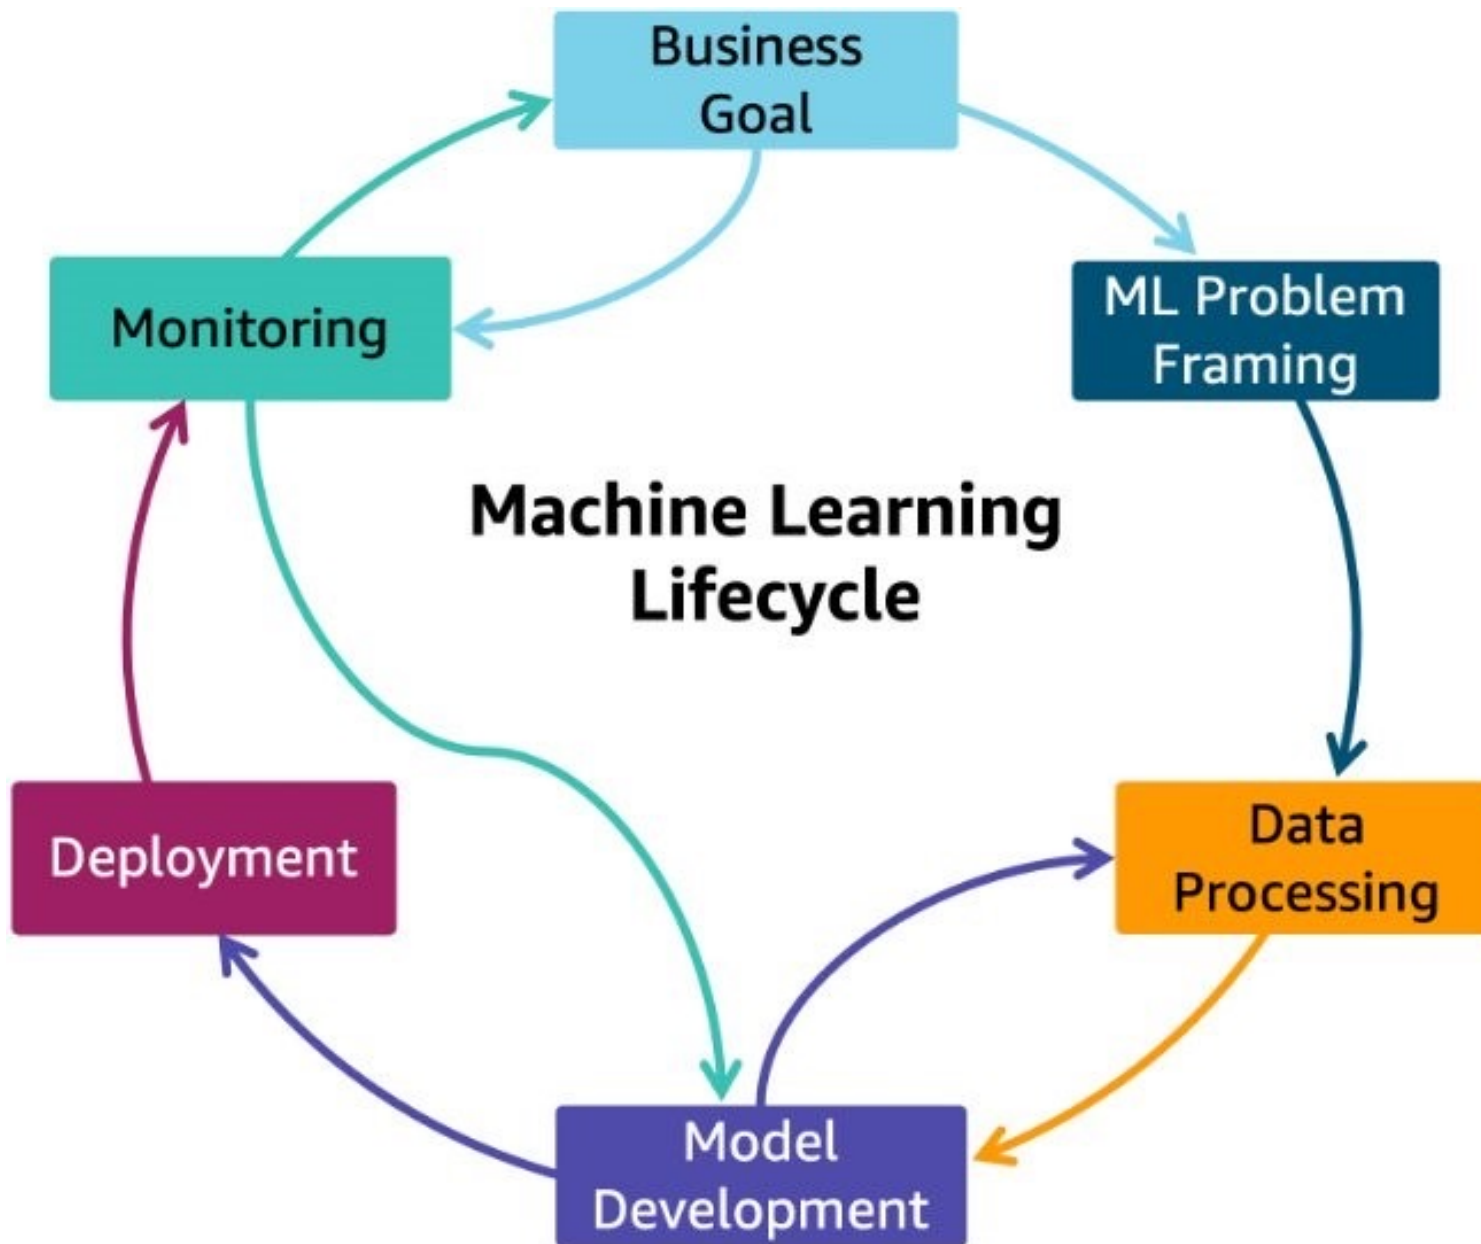 Business
Goal
Monitoring
ML Problem
Framing
Machine Learning
Lifecycle
Deployment
Data
Processing
Model
Development